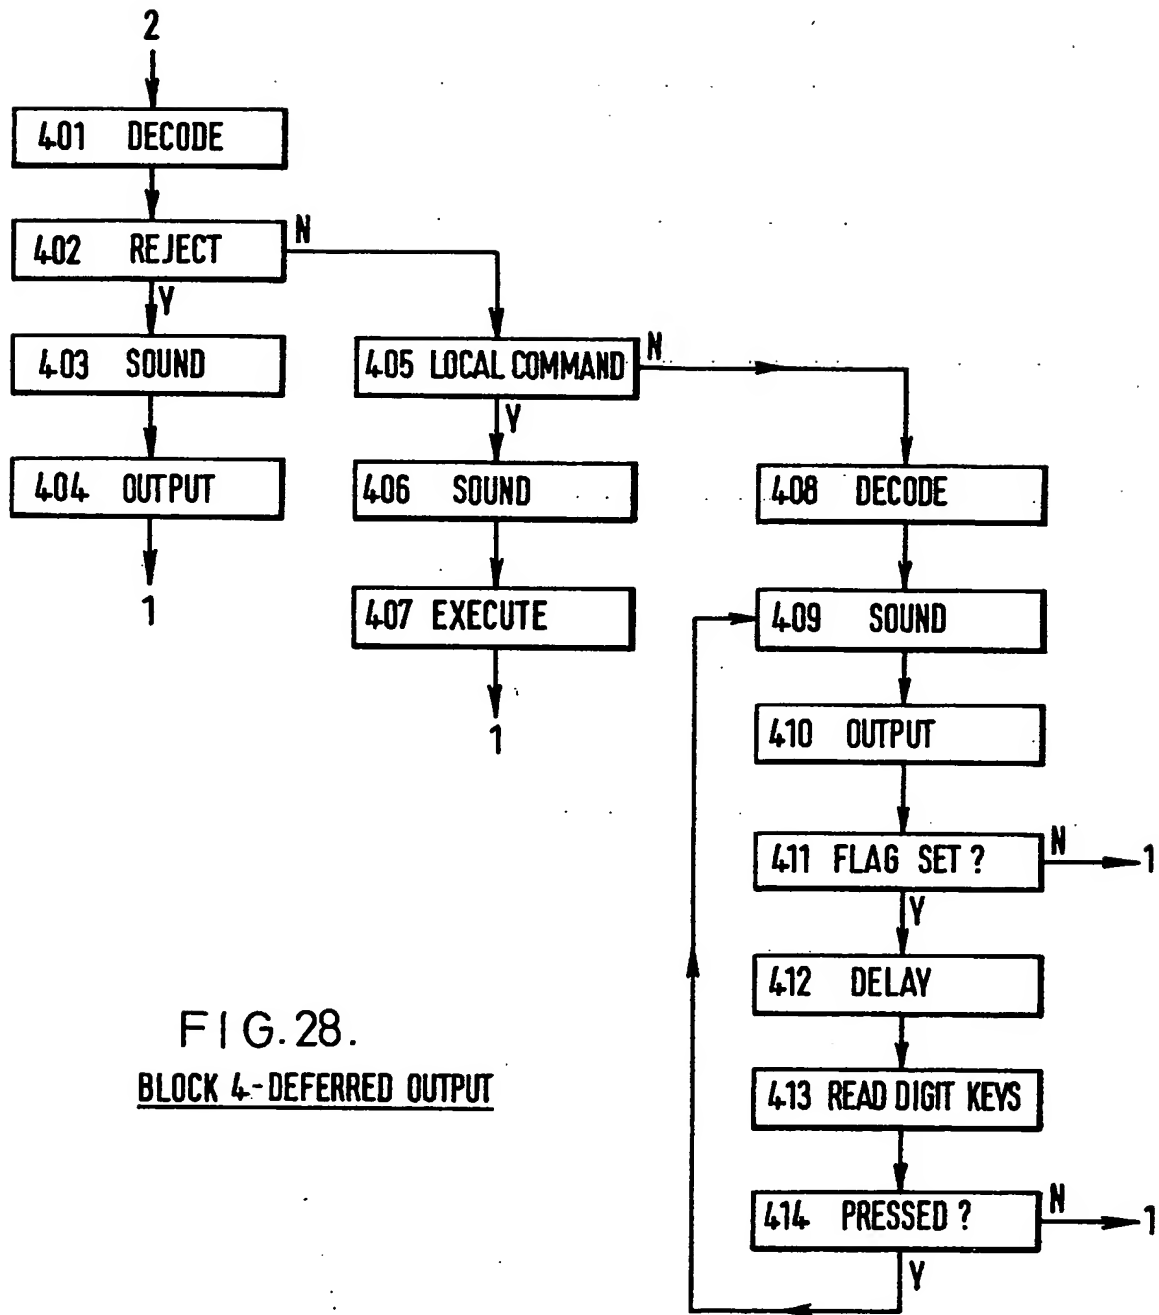 2
401 DECODE
402 REJECT
N
Y
403 SOUND
404 OUTPUT
1
405 LOCAL COMMAND
N
Y
406 SOUND
407 EXECUTE
1
408 DECODE
409 SOUND
410 OUTPUT
411 FLAG SET ?
N
1
Y
412 DELAY
413 READ DIGIT KEYS
414 PRESSED ?
N
1
Y
FIG.28.
BLOCK 4-DEFERRED OUTPUT